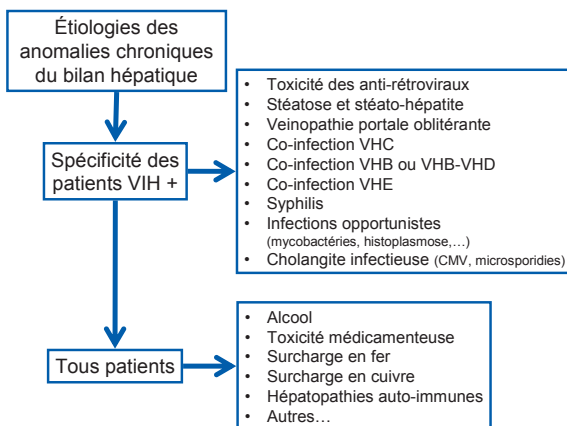 Étiologies des
anomalies chroniques
du bilan hépatique
Spécificité des
patients VIH +
• Toxicité des anti-rétroviraux
• Stéatose et stéato-hépatite
• Veinopathie portale oblitérante
• Co-infection VHC
• Co-infection VHB ou VHB-VHD
• Co-infection VHE
• Syphilis
• Infections opportunistes
(mycobactéries, histoplasmose,…)
• Cholangite infectieuse (CMV, microsporidies)
Tous patients
• Alcool
• Toxicité médicamenteuse
• Surcharge en fer
• Surcharge en cuivre
• Hépatopathies auto-immunes
• Autres…